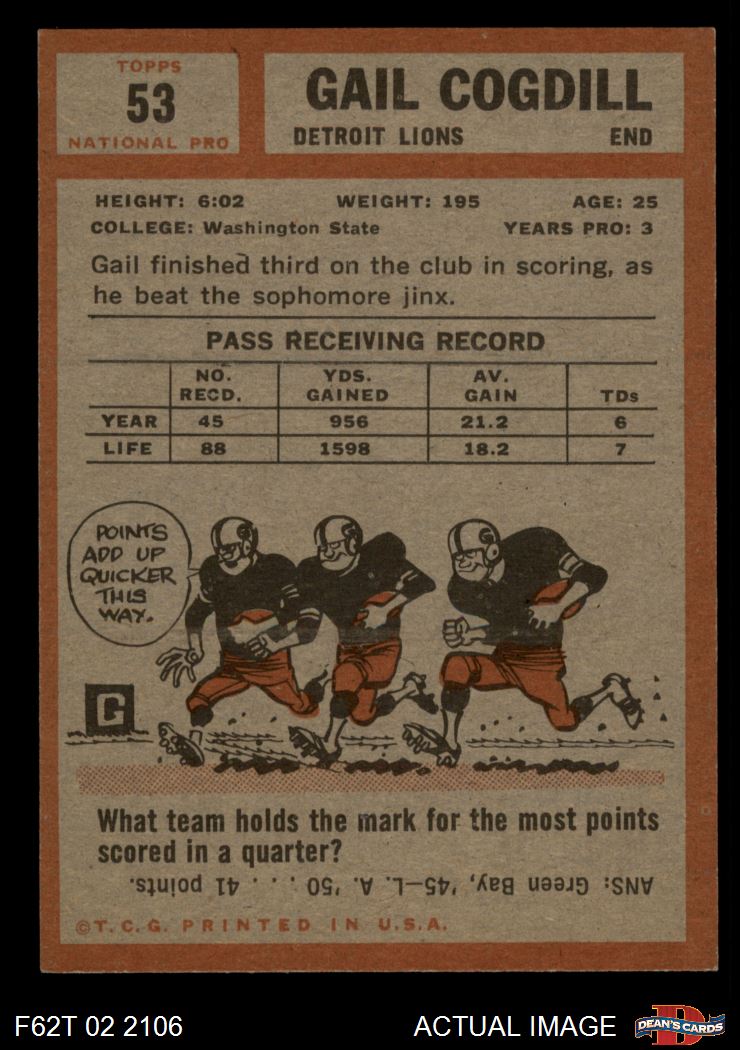 TOPPS
53
NATIONAL PRO
GAIL COGDILL
DETROIT LIONS END
HEIGHT: 6:02 WEIGHT: 195 AGE: 25
COLLEGE: Washington State YEARS PRO: 3
Gail finished third on the club in scoring, as
he beat the sophomore jinx.
PASS RECEIVING RECORD
NO. RECD. YDS. GAINED AV. GAIN TDs
YEAR 45 956 21.2 6
LIFE 88 1598 18.2 7
POINTS
ADD UP
QUICKER
THIS
WAY.
G
What team holds the mark for the most points
scored in a quarter?
ANS: Green Bay, '45—L. A. '50 . . . 41 points.
©T.C.G. PRINTED IN U.S.A.
F62T 02 2106 ACTUAL IMAGE
D
DEAN'S CARDS